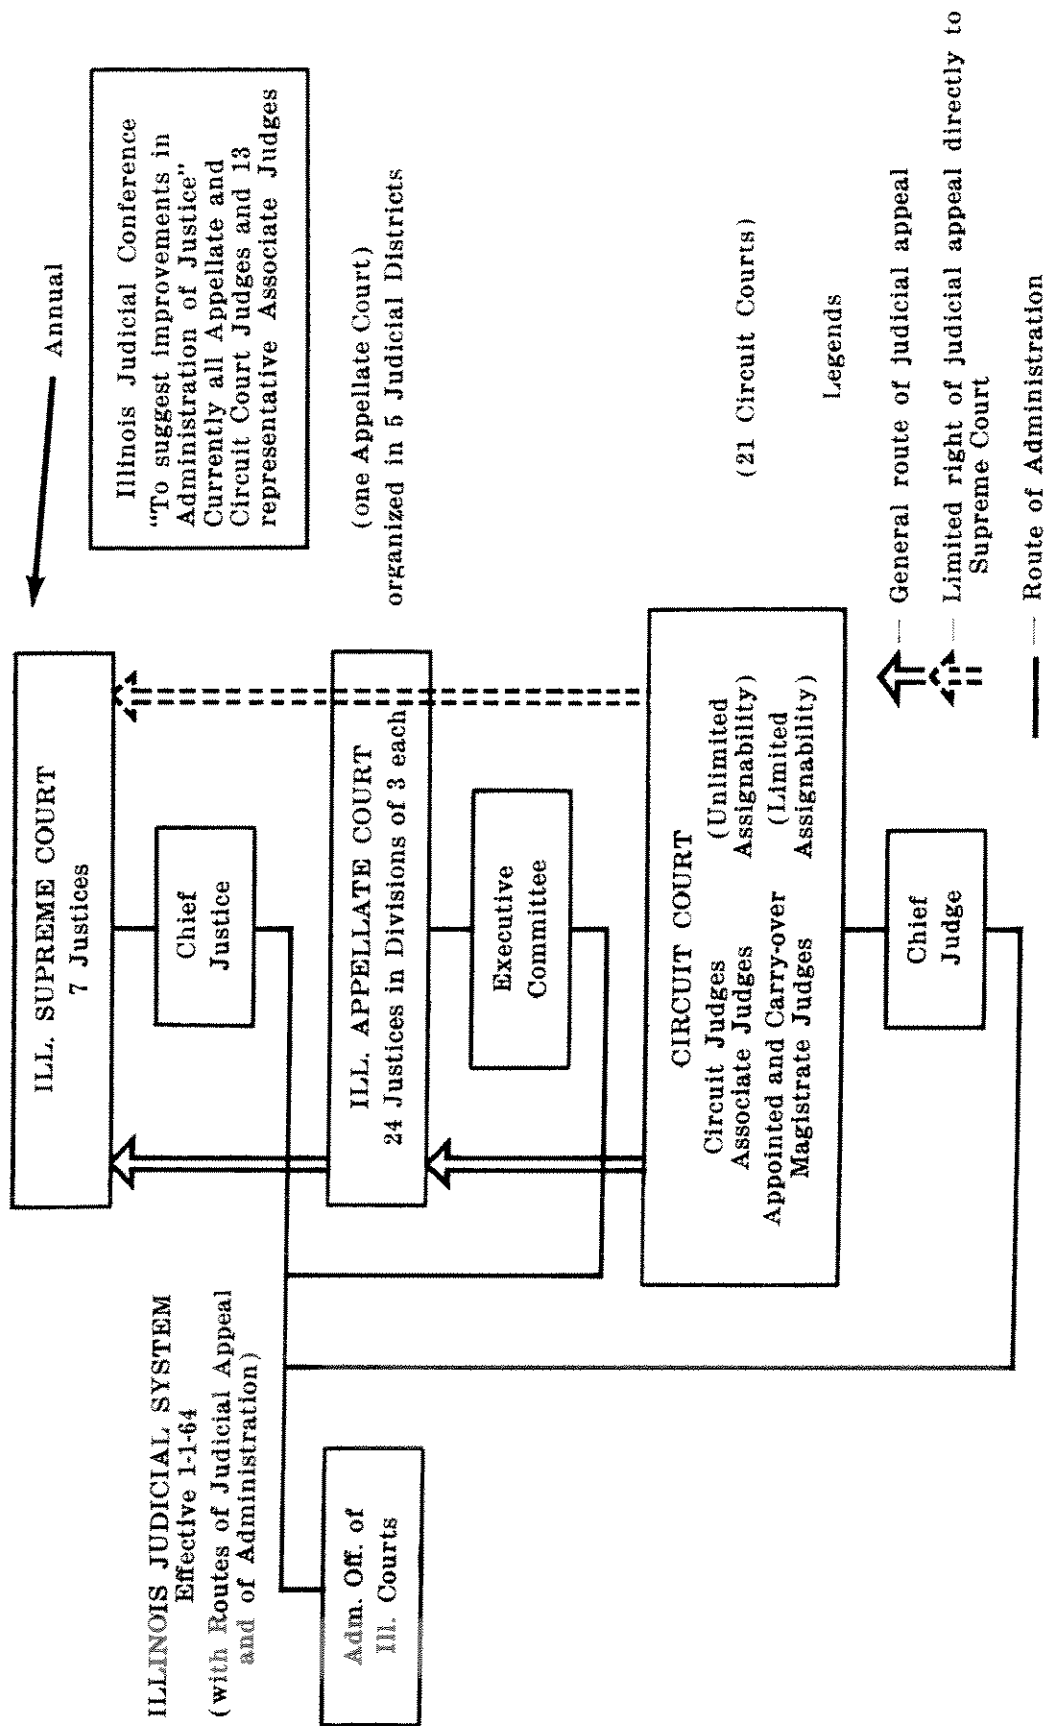 ILLINOIS JUDICIAL SYSTEM
Effective 1-1-64
(with Routes of Judicial Appeal
and of Administration)
Adm. Off. of
Ill. Courts
ILL. SUPREME COURT
7 Justices
Chief
Justice
ILL. APPELLATE COURT
24 Justices in Divisions of 3 each
Executive
Committee
CIRCUIT COURT
Circuit Judges (Unlimited
Associate Judges Assignability)
Appointed and Carry-over (Limited
Magistrate Judges Assignability)
Chief
Judge
Annual
Illinois Judicial Conference
“To suggest improvements in
Administration of Justice”
Currently all Appellate and
Circuit Court Judges and 13
representative Associate Judges
(one Appellate Court)
organized in 5 Judicial Districts
(21 Circuit Courts)
Legends
— General route of judicial appeal
— Limited right of judicial appeal directly to
Supreme Court
— Route of Administration